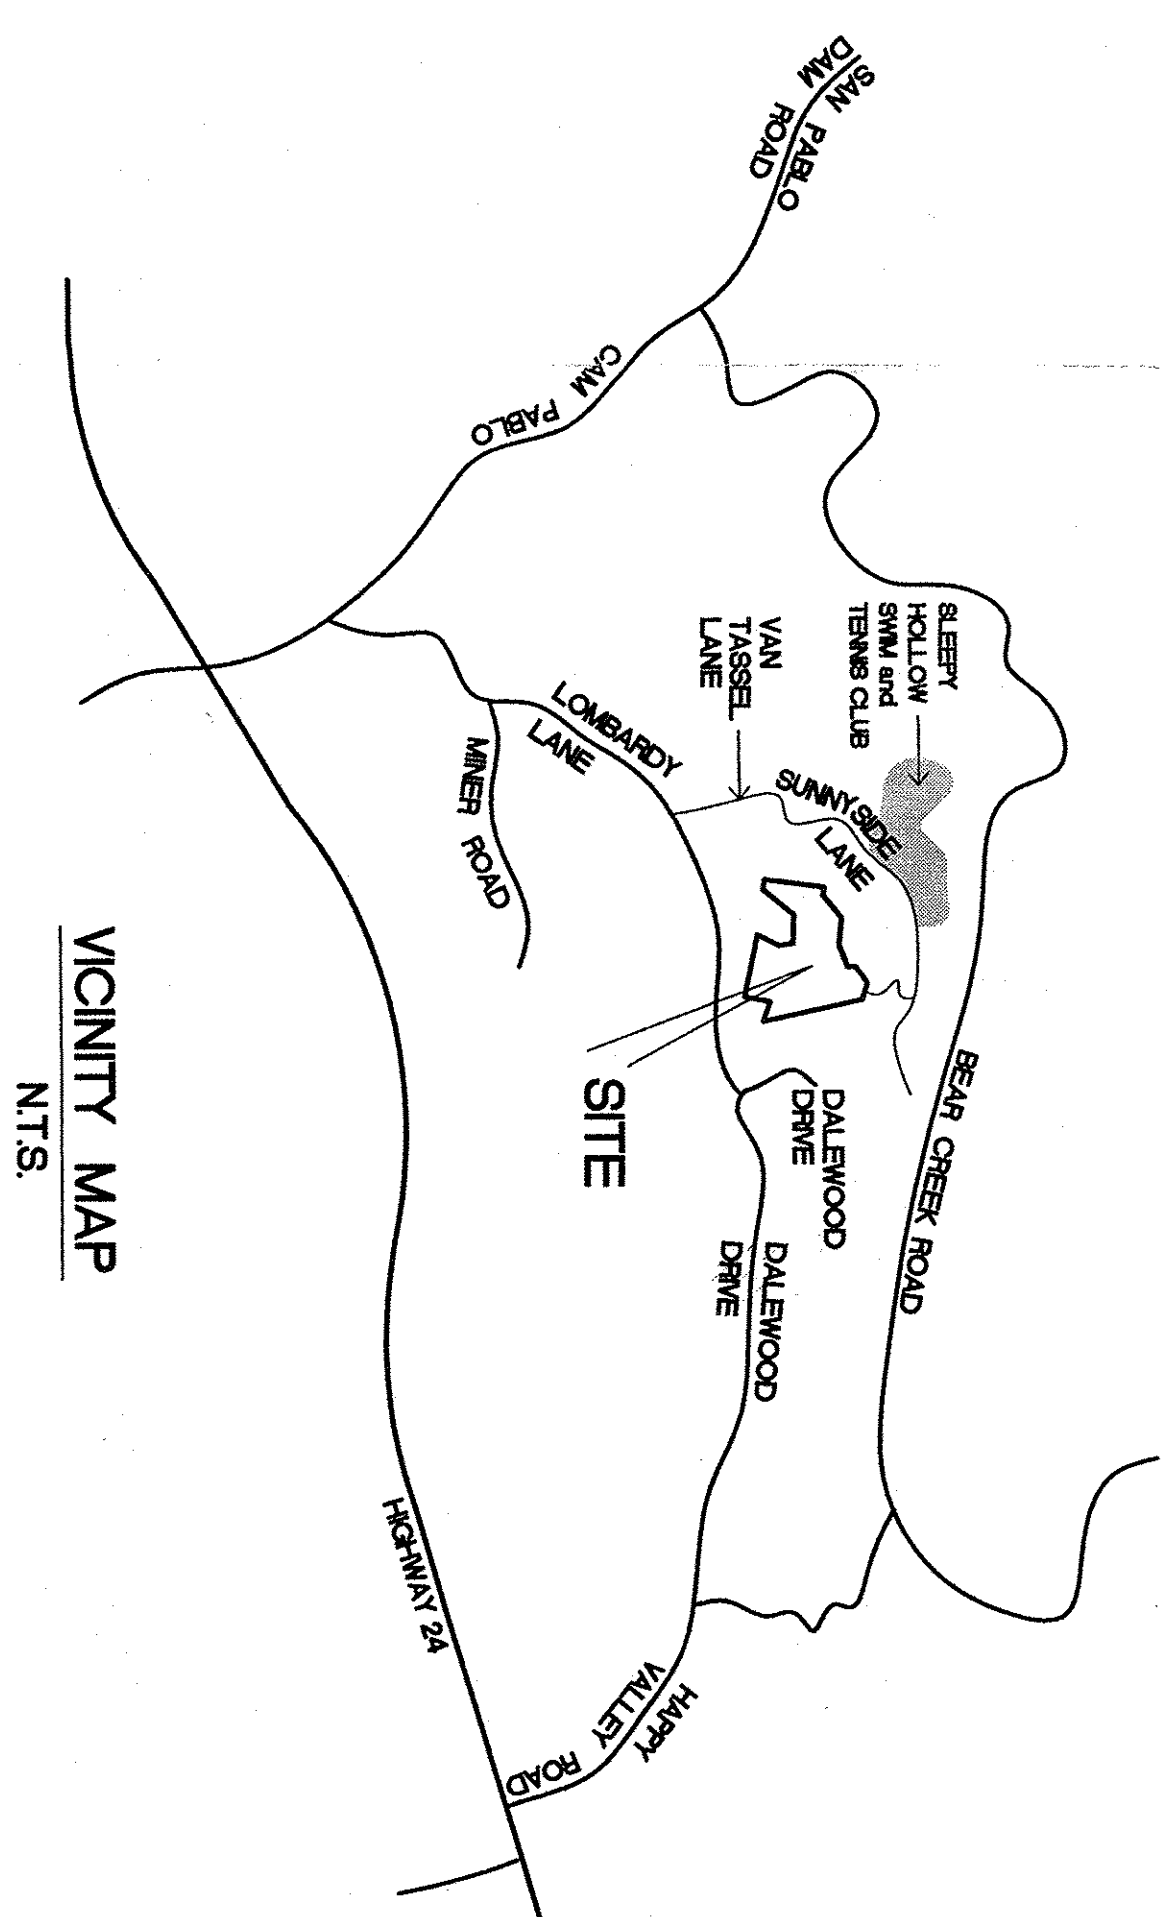 SAN PABLO
DAM ROAD
CAM
PABLO
SLEEPY
HOLLOW
SWIM and
TENNIS CLUB
VAN
TASSEL
LANE
LOMBARDY
LANE
MINER ROAD
SUNNYSIDE
LANE
BEAR CREEK ROAD
DALEWOOD
DRIVE
DALEWOOD
DRIVE
SITE
HAPPY
VALLEY ROAD
HIGHWAY 24
VICINITY MAP
N.T.S.